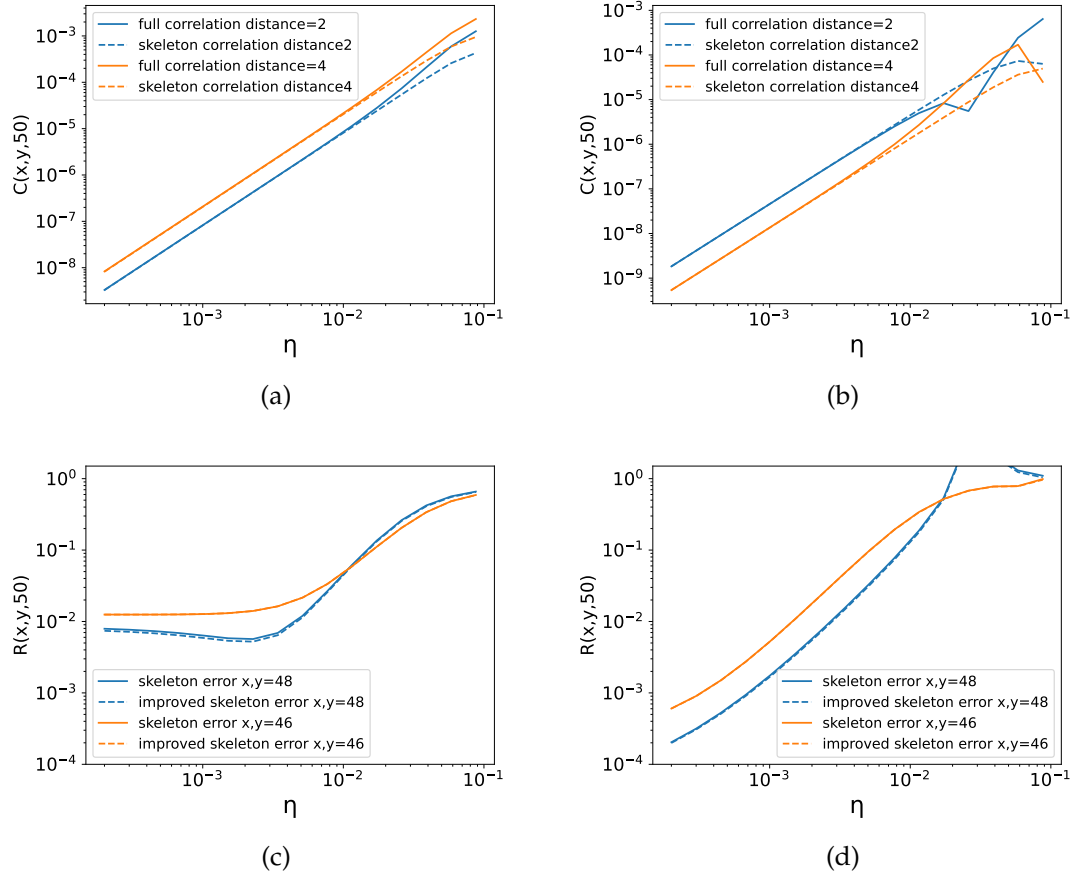 full correlation distance=2
skeleton correlation distance2
full correlation distance=4
skeleton correlation distance4
10⁻³
10⁻⁴
10⁻⁵
10⁻⁶
10⁻⁷
10⁻⁸
C(x,y,50)
10⁻³
10⁻²
10⁻¹
η
(a)
full correlation distance=2
skeleton correlation distance2
full correlation distance=4
skeleton correlation distance4
10⁻³
10⁻⁴
10⁻⁵
10⁻⁶
10⁻⁷
10⁻⁸
10⁻⁹
C(x,y,50)
10⁻³
10⁻²
10⁻¹
η
(b)
10⁰
10⁻¹
10⁻²
10⁻³
10⁻⁴
R(x,y,50)
skeleton error x,y=48
improved skeleton error x,y=48
skeleton error x,y=46
improved skeleton error x,y=46
10⁻³
10⁻²
10⁻¹
η
(c)
10⁰
10⁻¹
10⁻²
10⁻³
10⁻⁴
R(x,y,50)
skeleton error x,y=48
improved skeleton error x,y=48
skeleton error x,y=46
improved skeleton error x,y=46
10⁻³
10⁻²
10⁻¹
η
(d)